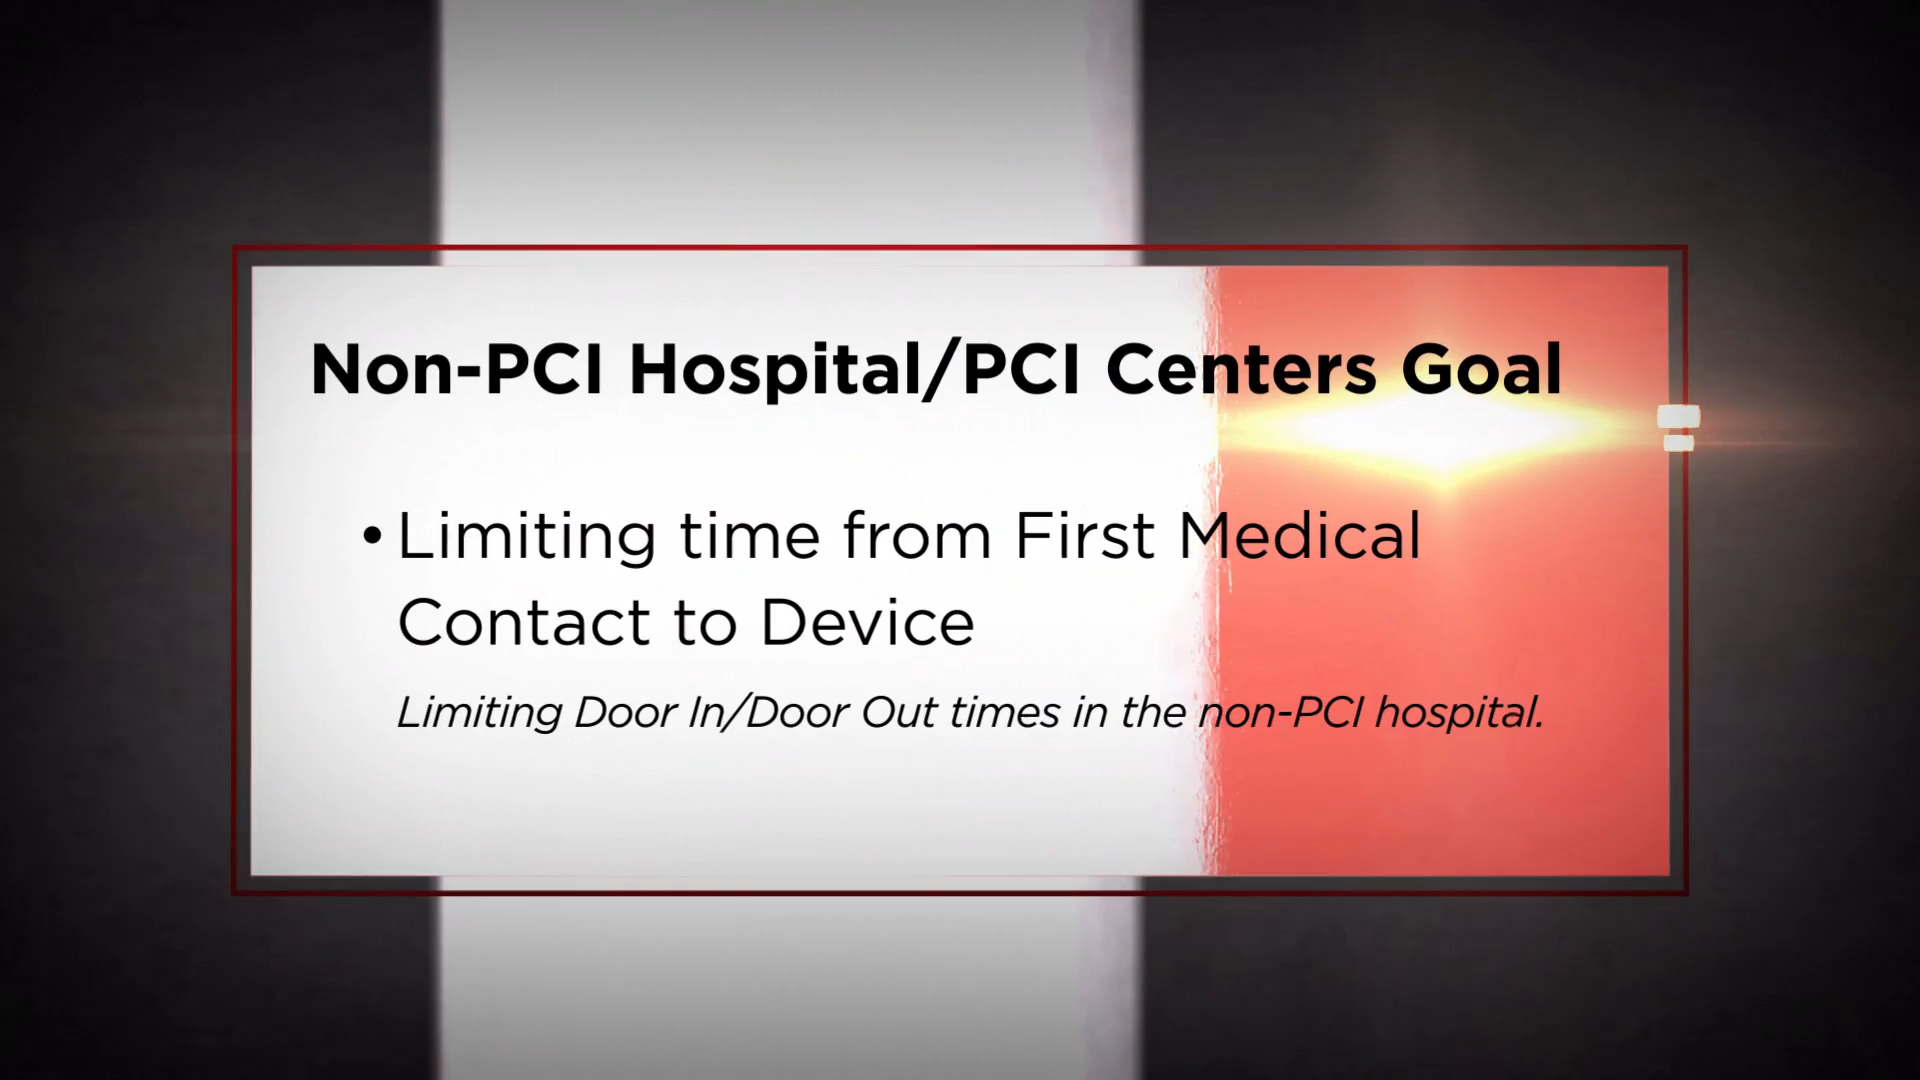 Non-PCI Hospital/PCI Centers Goal
• Limiting time from First Medical
Contact to Device
Limiting Door In/Door Out times in the non-PCI hospital.